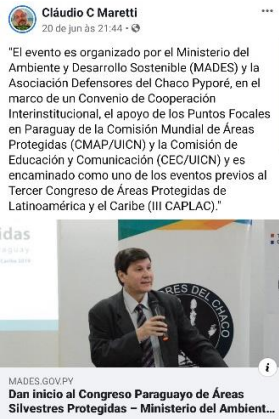 Cláudio C Maretti
20 de jun às 21:44 ·
"El evento es organizado por el Ministerio del
Ambiente y Desarrollo Sostenible (MADES) y la
Asociación Defensores del Chaco Pyporé, en el
marco de un Convenio de Cooperación
Interinstitucional, el apoyo de los Puntos Focales
en Paraguay de la Comisión Mundial de Áreas
Protegidas (CMAP/UICN) y la Comisión de
Educación y Comunicación (CEC/UICN) y es
encaminado como uno de los eventos previos al
Tercer Congreso de Áreas Protegidas de
Latinoamérica y el Caribe (III CAPLAC)."
DEL CHACO
MADES.GOV.PY
Dan inicio al Congreso Paraguayo de Áreas
Silvestres Protegidas – Ministerio del Ambient...